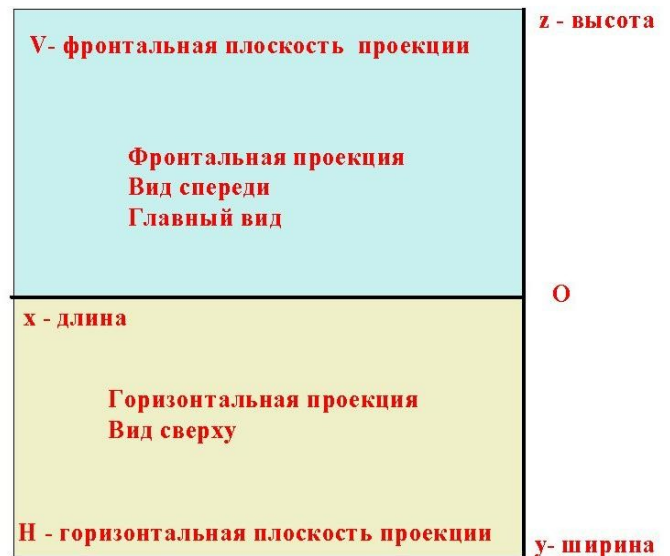 z - высота
V- фронтальная плоскость проекции
Фронтальная проекция
Вид спереди
Главный вид
O
x - длина
Горизонтальная проекция
Вид сверху
H - горизонтальная плоскость проекции
y- ширина